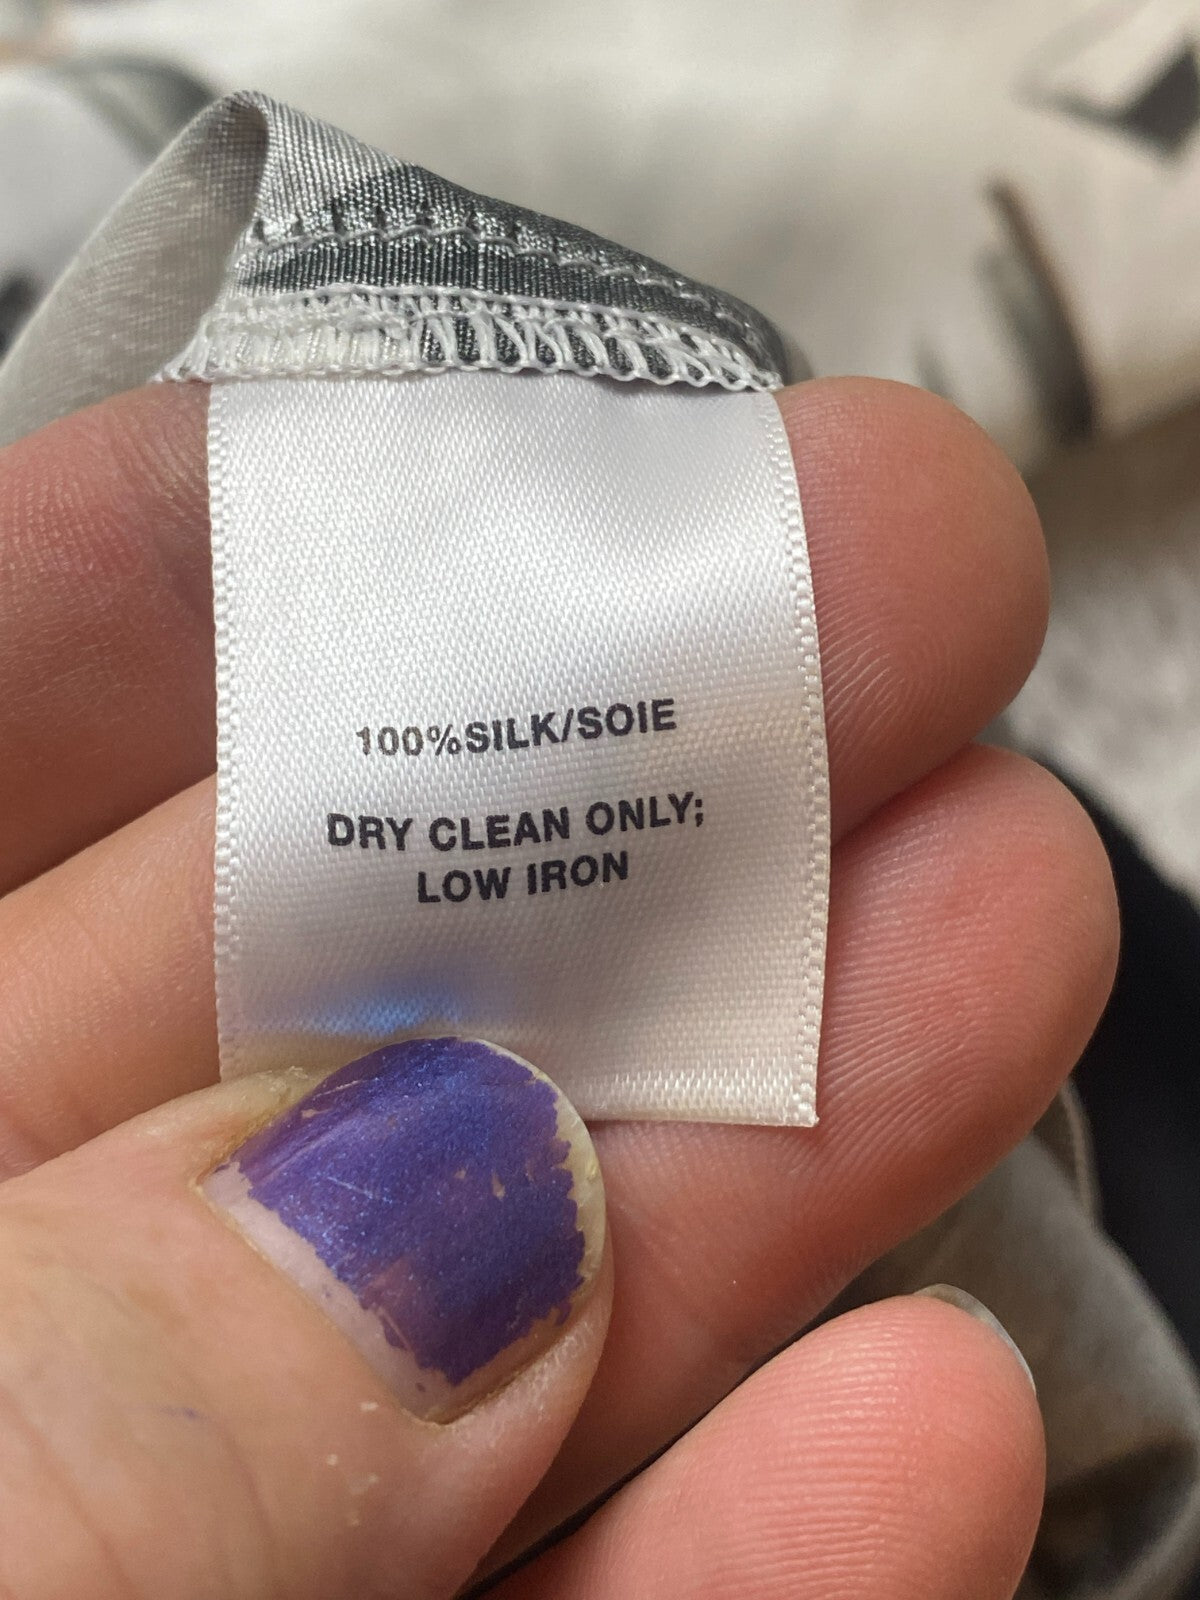 100%SILK/SOIE
DRY CLEAN ONLY;
LOW IRON